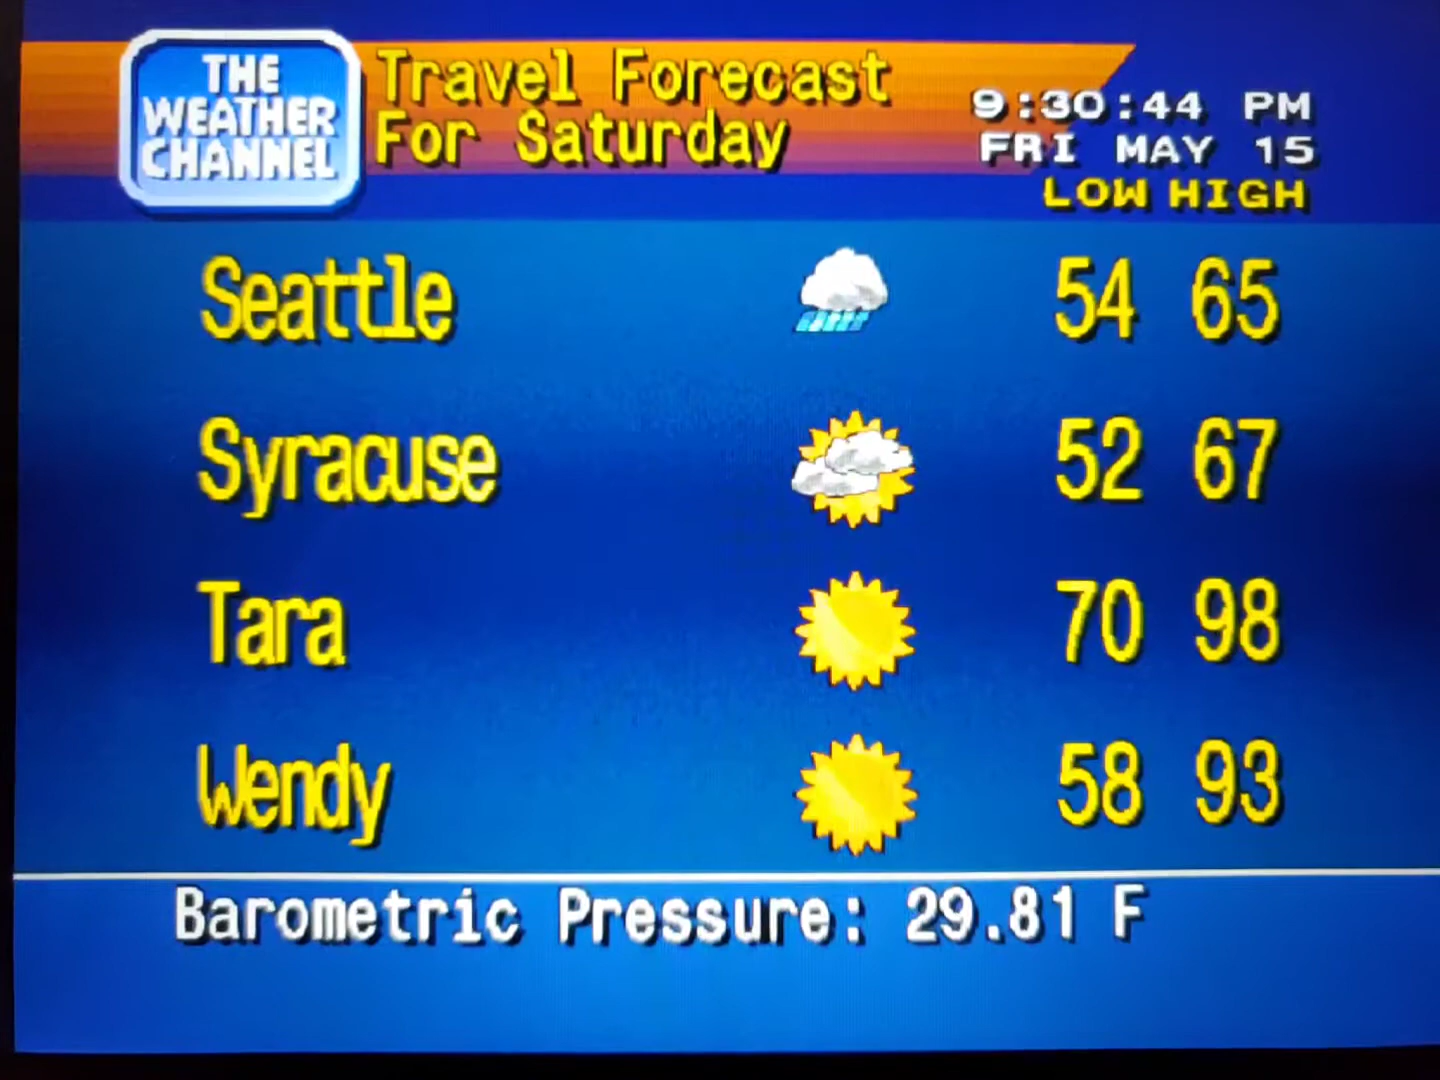 THE
WEATHER
CHANNEL
Travel Forecast
For Saturday
9:30:44 PM
FRI MAY 15
LOW HIGH
Seattle 54 65
Syracuse 52 67
Tara 70 98
Wendy 58 93
Barometric Pressure: 29.81 F